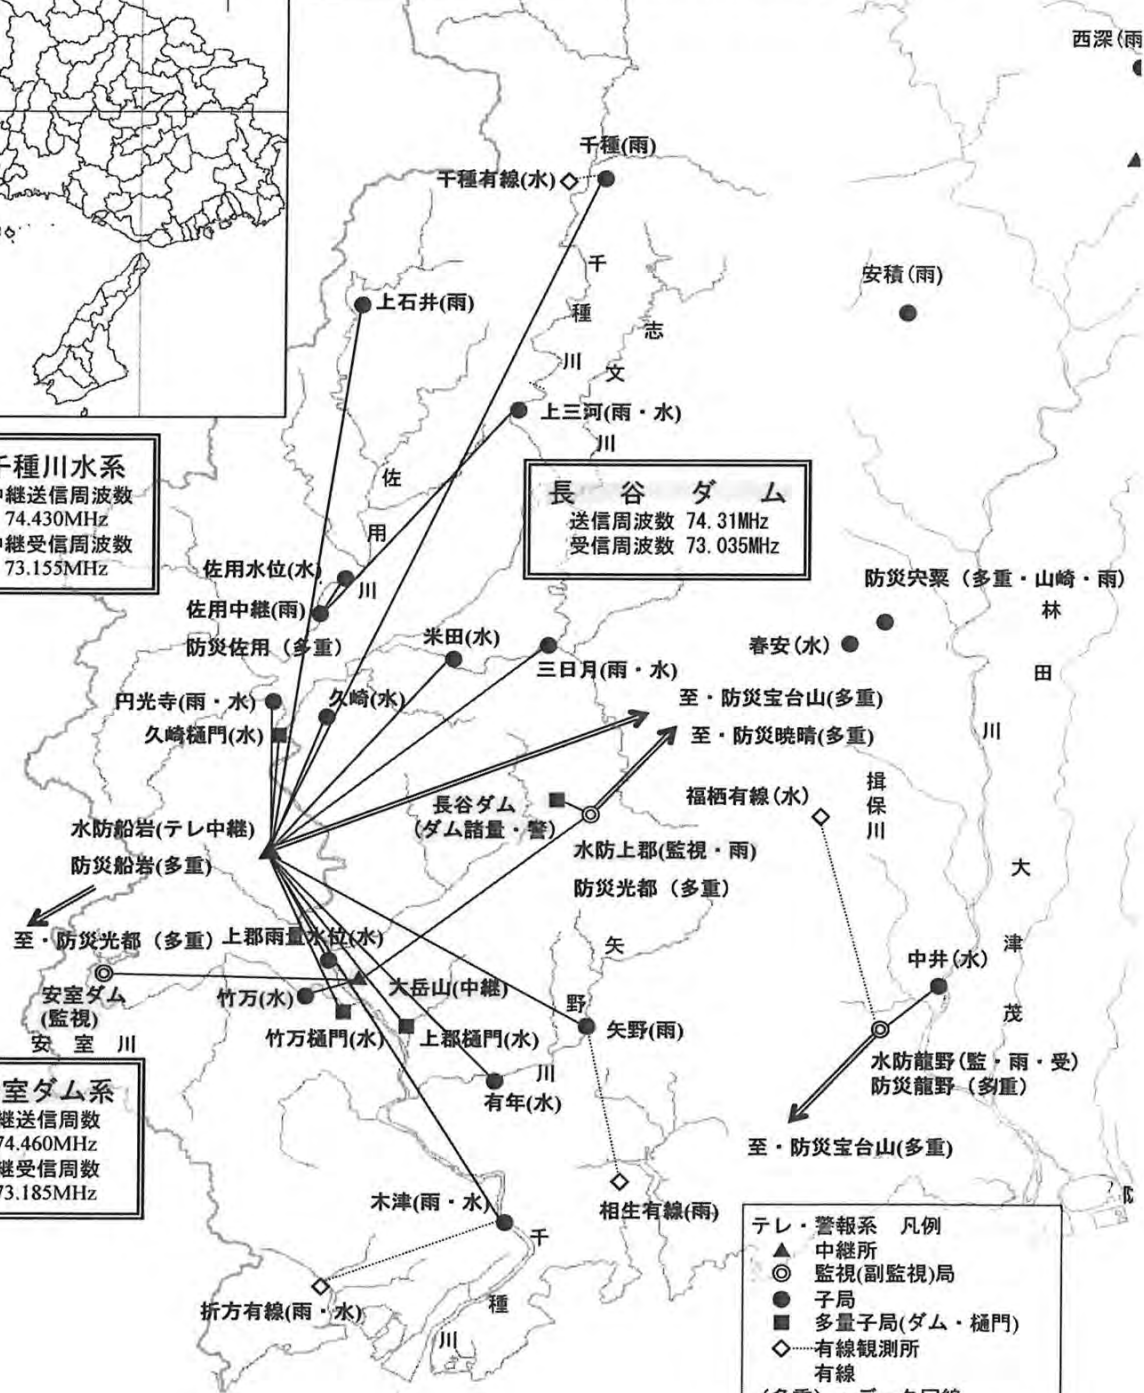 西深(雨
千種(雨)
千種有線(水)
安積(雨)
上石井(雨)
千種川
志文川
上三河(雨・水)
千種川水系
中継送信周波数
74.430MHz
中継受信周波数
73.155MHz
佐用川
長谷ダム
送信周波数 74.31MHz
受信周波数 73.035MHz
佐用水位(水)
佐用中継(雨)
防災佐用(多重)
防災宍粟(多重・山崎・雨)
林田川
春安(水)
米田(水)
三日月(雨・水)
円光寺(雨・水)
久崎(水)
久崎樋門(水)
至・防災宝台山(多重)
至・防災暁晴(多重)
福栖有線(水)
揖保川
長谷ダム
(ダム諸量・警)
水防船岩(テレ中継)
防災船岩(多重)
水防上郡(監視・雨)
防災光都(多重)
大津茂
至・防災光都(多重)
上郡雨量水位(水)
矢野川
中井(水)
安室ダム
(監視)
安室川
竹万(水)
大岳山(中継)
竹万樋門(水)
上郡樋門(水)
矢野(雨)
水防龍野(監・雨・受)
防災龍野(多重)
室ダム系
継送信周数
74.460MHz
継受信周数
73.185MHz
有年(水)
至・防災宝台山(多重)
木津(雨・水)
相生有線(雨)
千種川
折方有線(雨・水)
テレ・警報系 凡例
中継所
監視(副監視)局
子局
多量子局(ダム・樋門)
有線観測所
有線